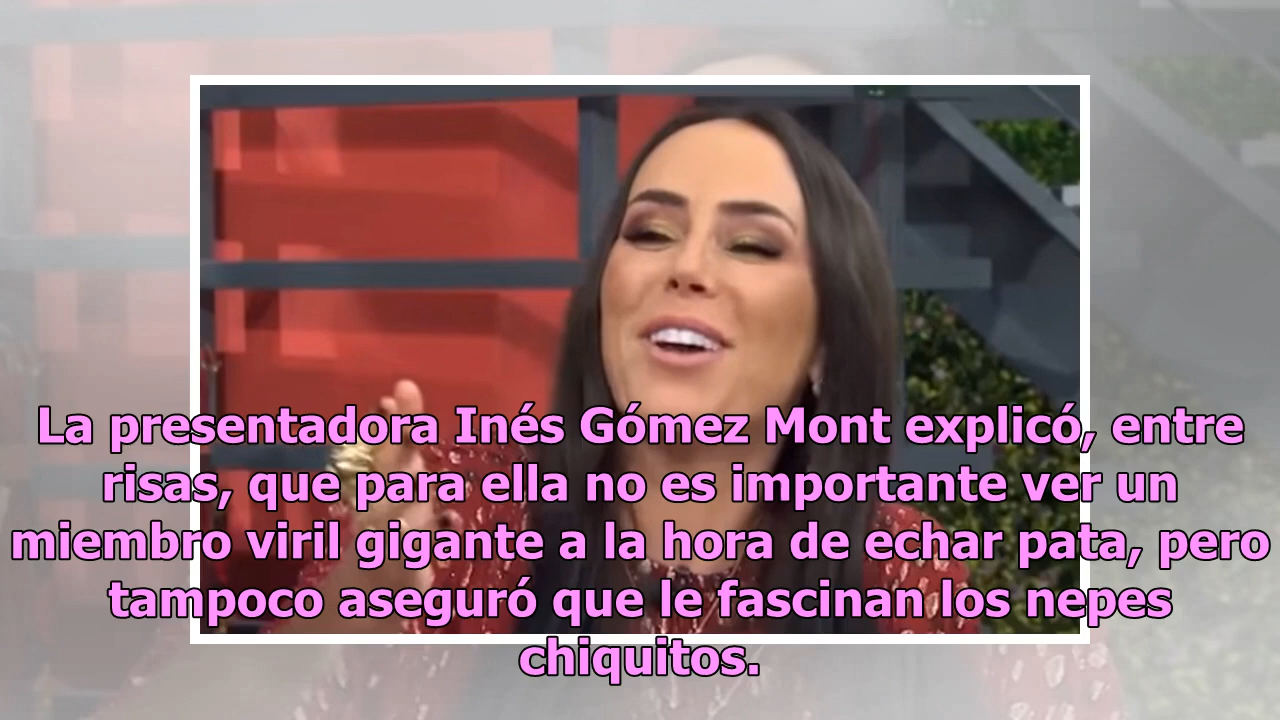 La presentadora Inés Gómez Mont explicó, entre
risas, que para ella no es importante ver un
miembro viril gigante a la hora de echar pata, pero
tampoco aseguró que le fascinan los nepes
chiquitos.